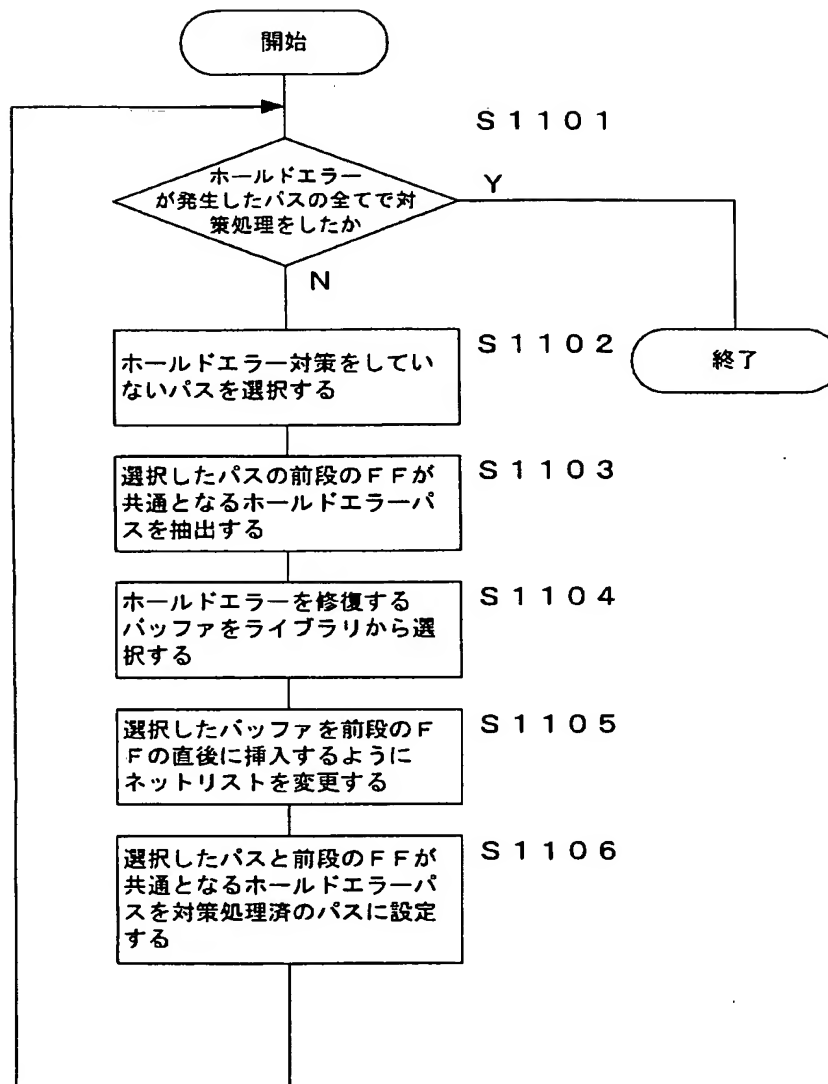 開始
S1101
ホールドエラー
が発生したパスの全てで対
策処理をしたか
Y
N
S1102
ホールドエラー対策をしてい
ないパスを選択する
終了
S1103
選択したパスの前段のFFが
共通となるホールドエラーパ
スを抽出する
S1104
ホールドエラーを修復する
バッファをライブラリから選
択する
S1105
選択したバッファを前段のF
Fの直後に挿入するように
ネットリストを変更する
S1106
選択したパスと前段のFFが
共通となるホールドエラーパ
スを対策処理済のパスに設定
する